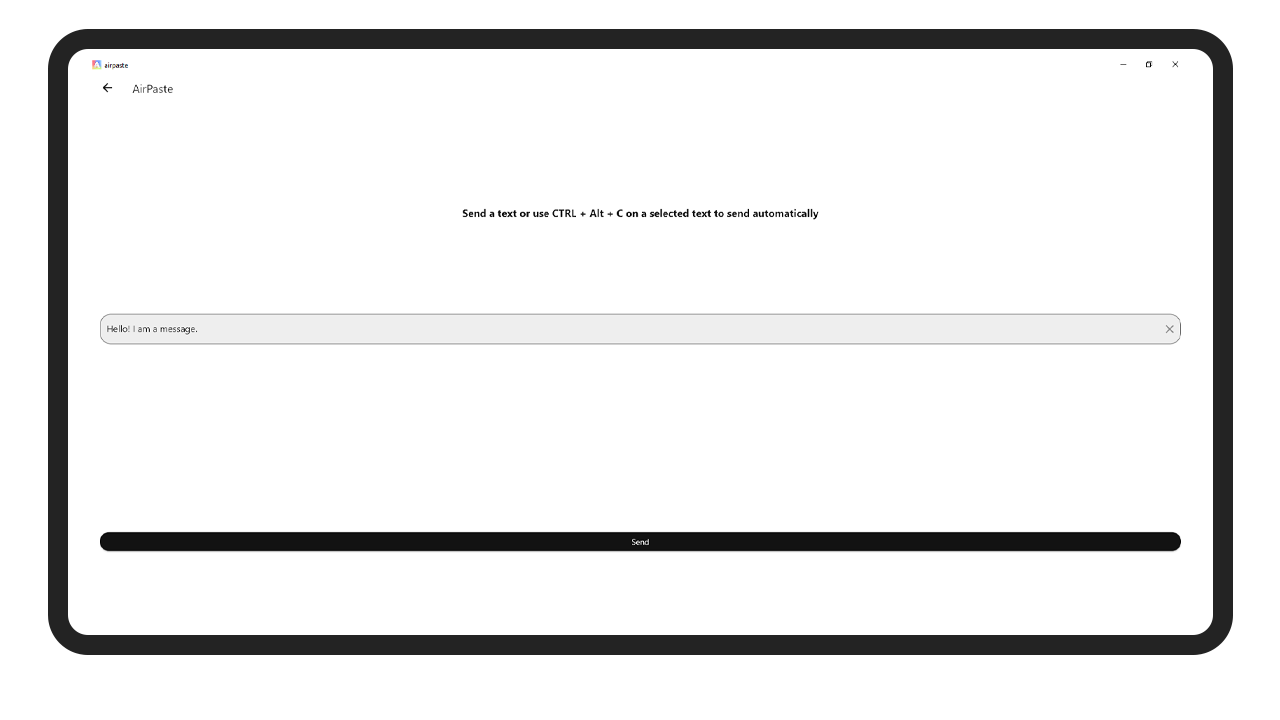 airpaste
AirPaste
Send a text or use CTRL + Alt + C on a selected text to send automatically
Hello! I am a message.
Send